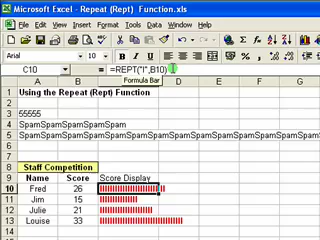 Microsoft Excel - Repeat (Rept) Function.xls
File Edit View Insert Format Tools Data Window Help
Arial 10 B I U
C10 =REPT("I",B10)
Formula Bar
A B C D E F G
1 Using the Repeat (Rept) Function
2
3 55555
4 SpamSpamSpamSpamSpam
5 SpamSpamSpamSpamSpamSpamSpamSpamSpamSpamSpam
7
8 Staff Competition
9 Name Score Score Display
10 Fred 26
11 Jim 15
12 Julie 21
13 Louise 33
14